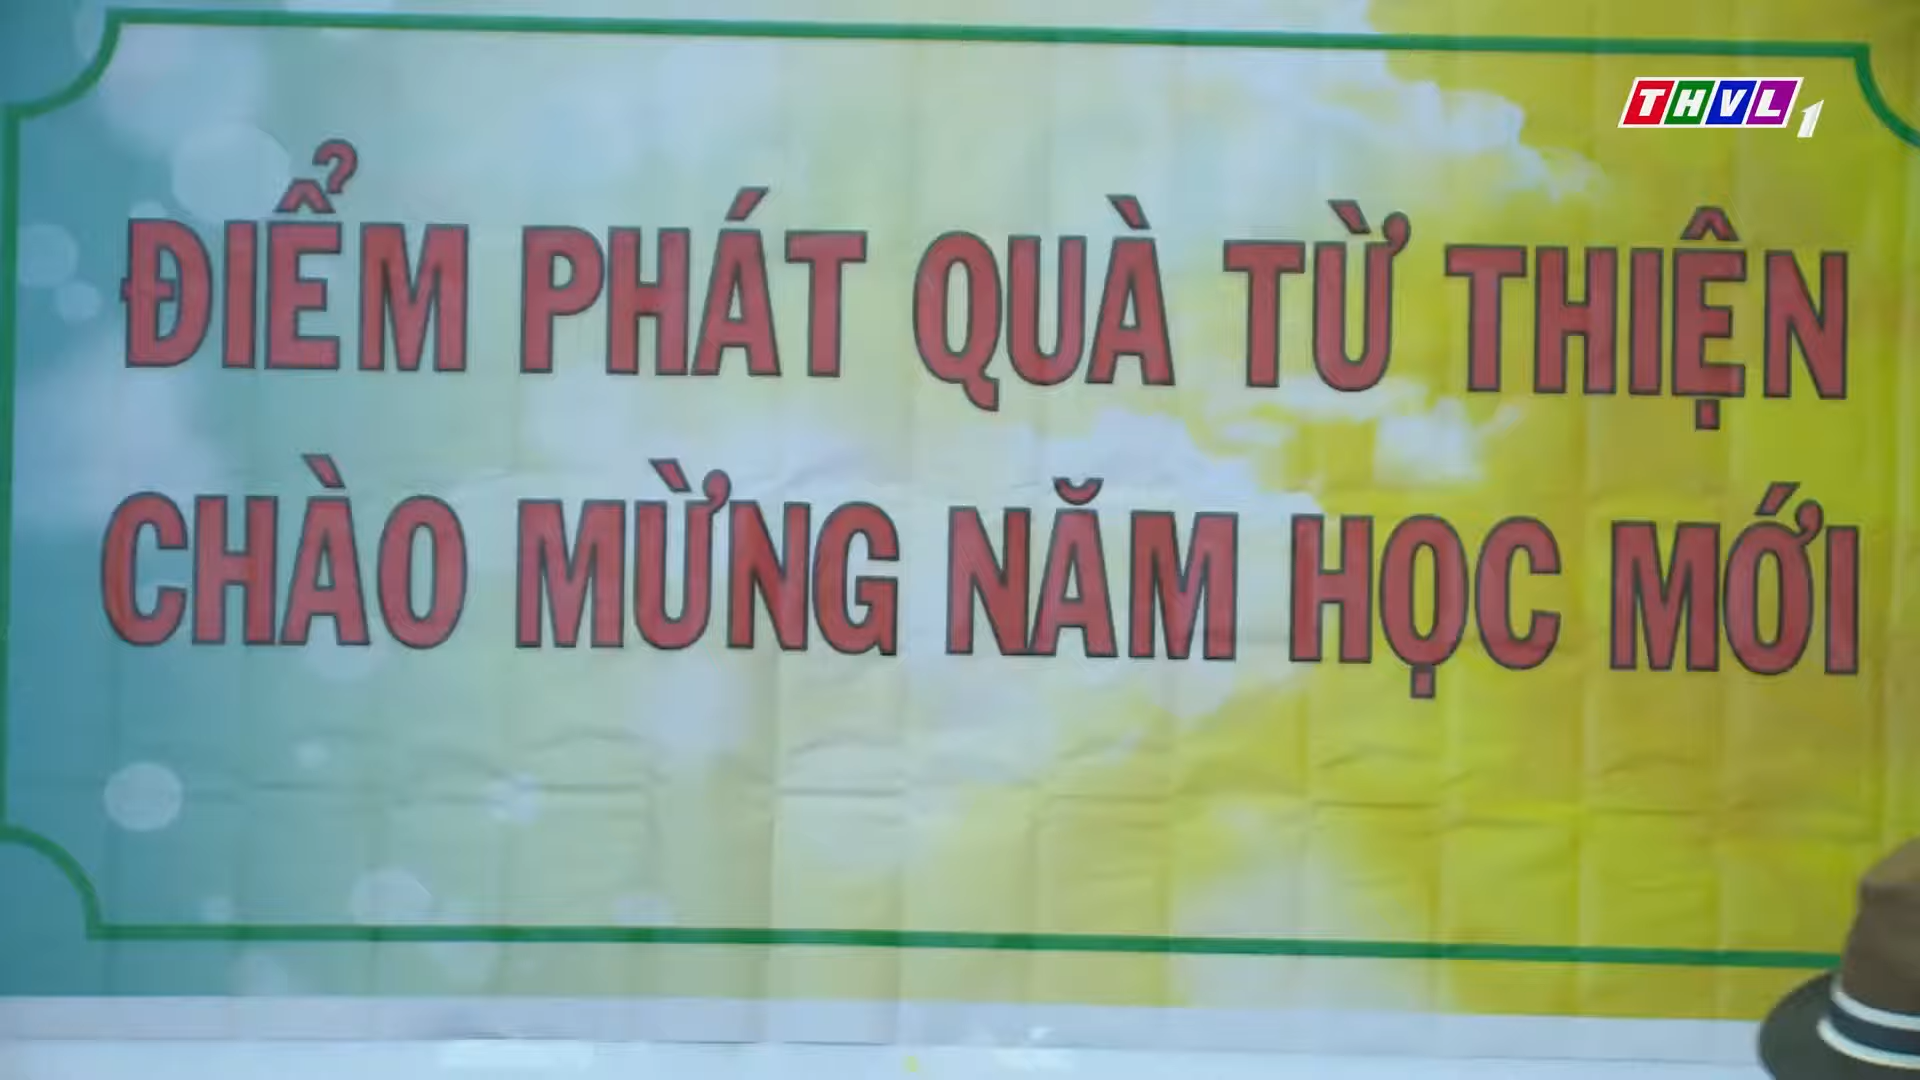 THVL1
ĐIỂM PHÁT QUÀ TỪ THIỆN
CHÀO MỪNG NĂM HỌC MỚI